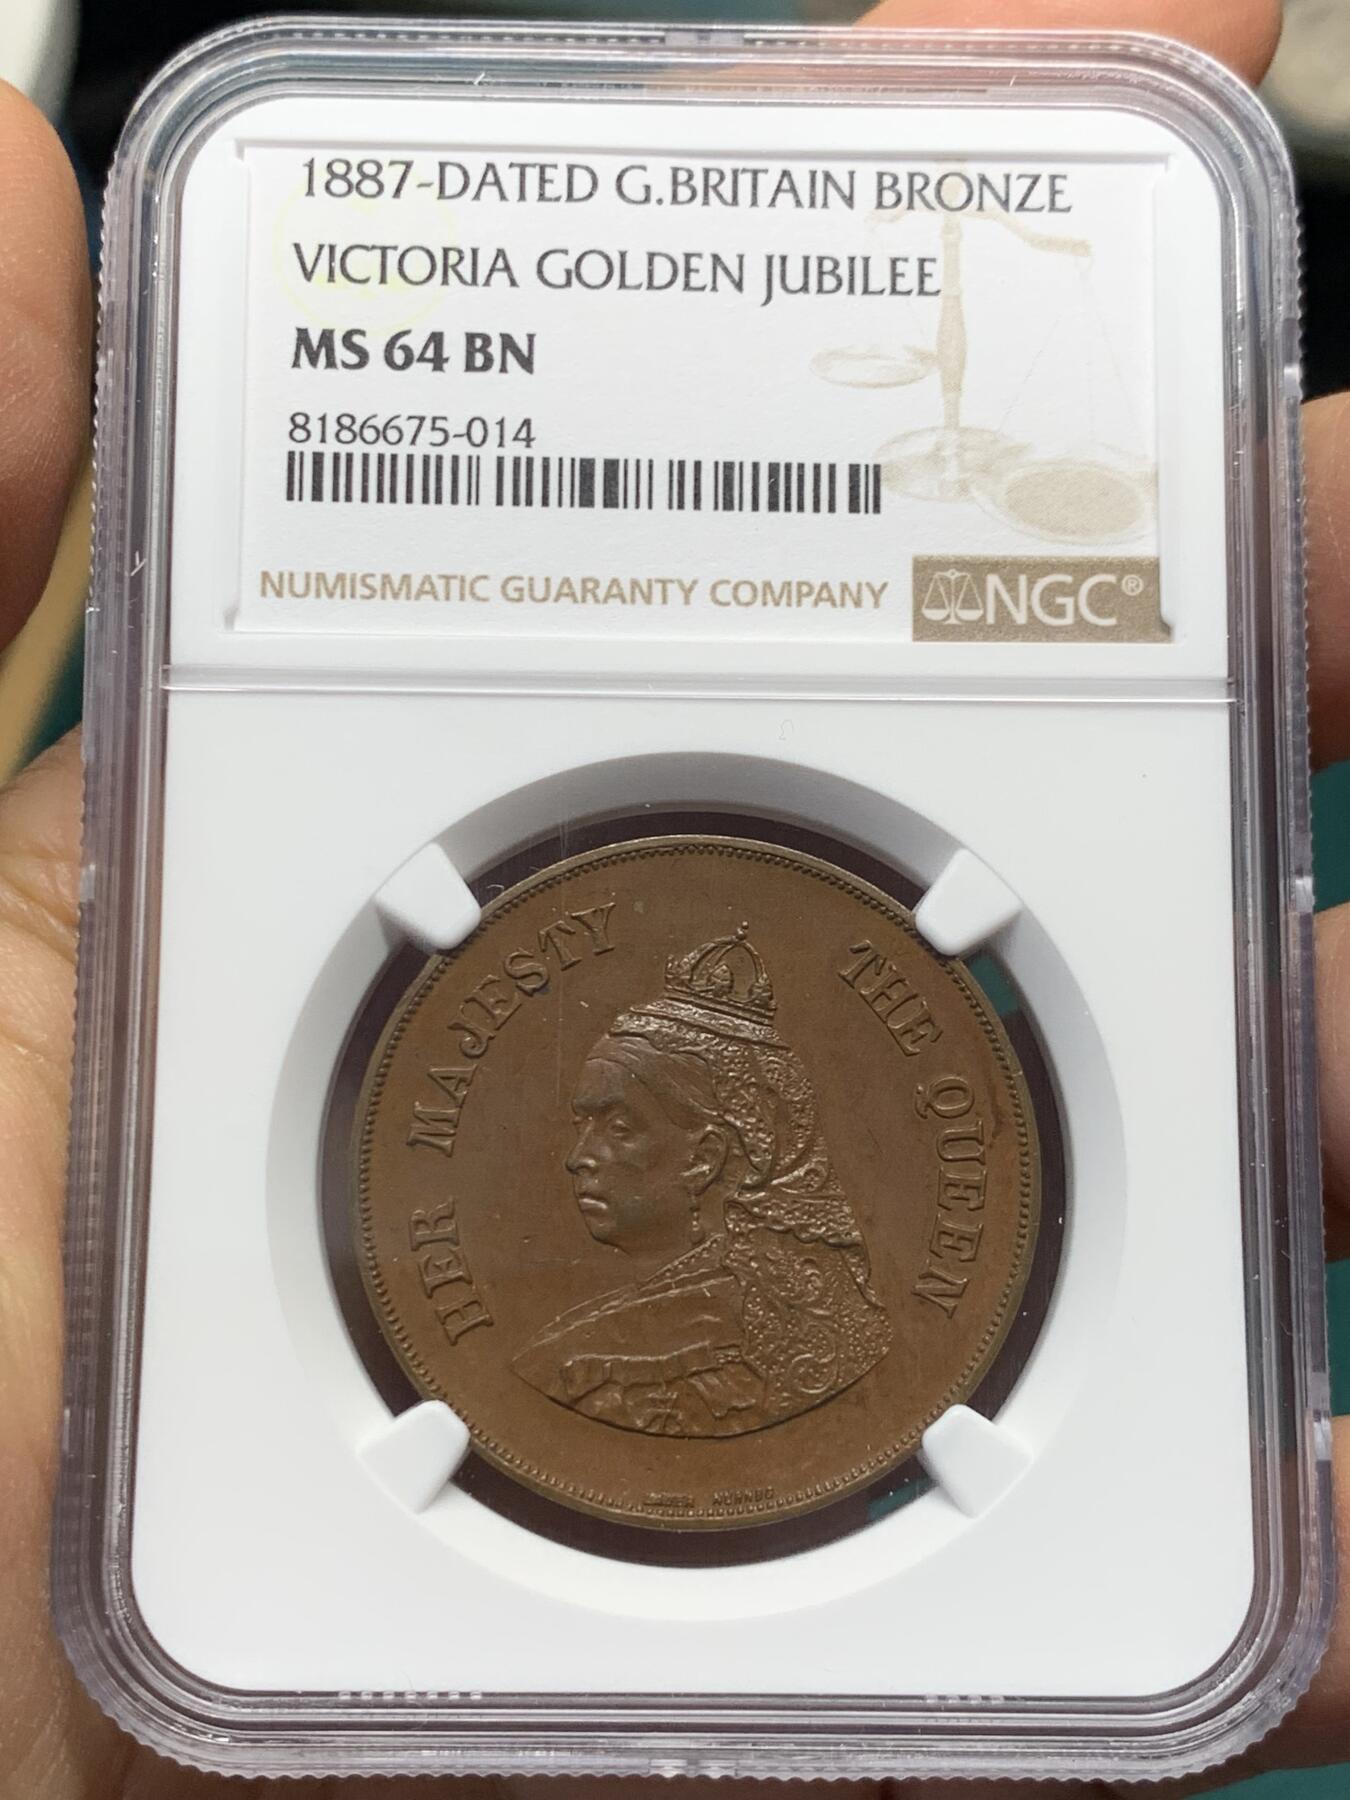 1887-DATED G.BRITAIN BRONZE
VICTORIA GOLDEN JUBILEE
MS 64 BN
8186675-014
NUMISMATIC GUARANTY COMPANY
NGC®
HER MAJESTY THE QUEEN